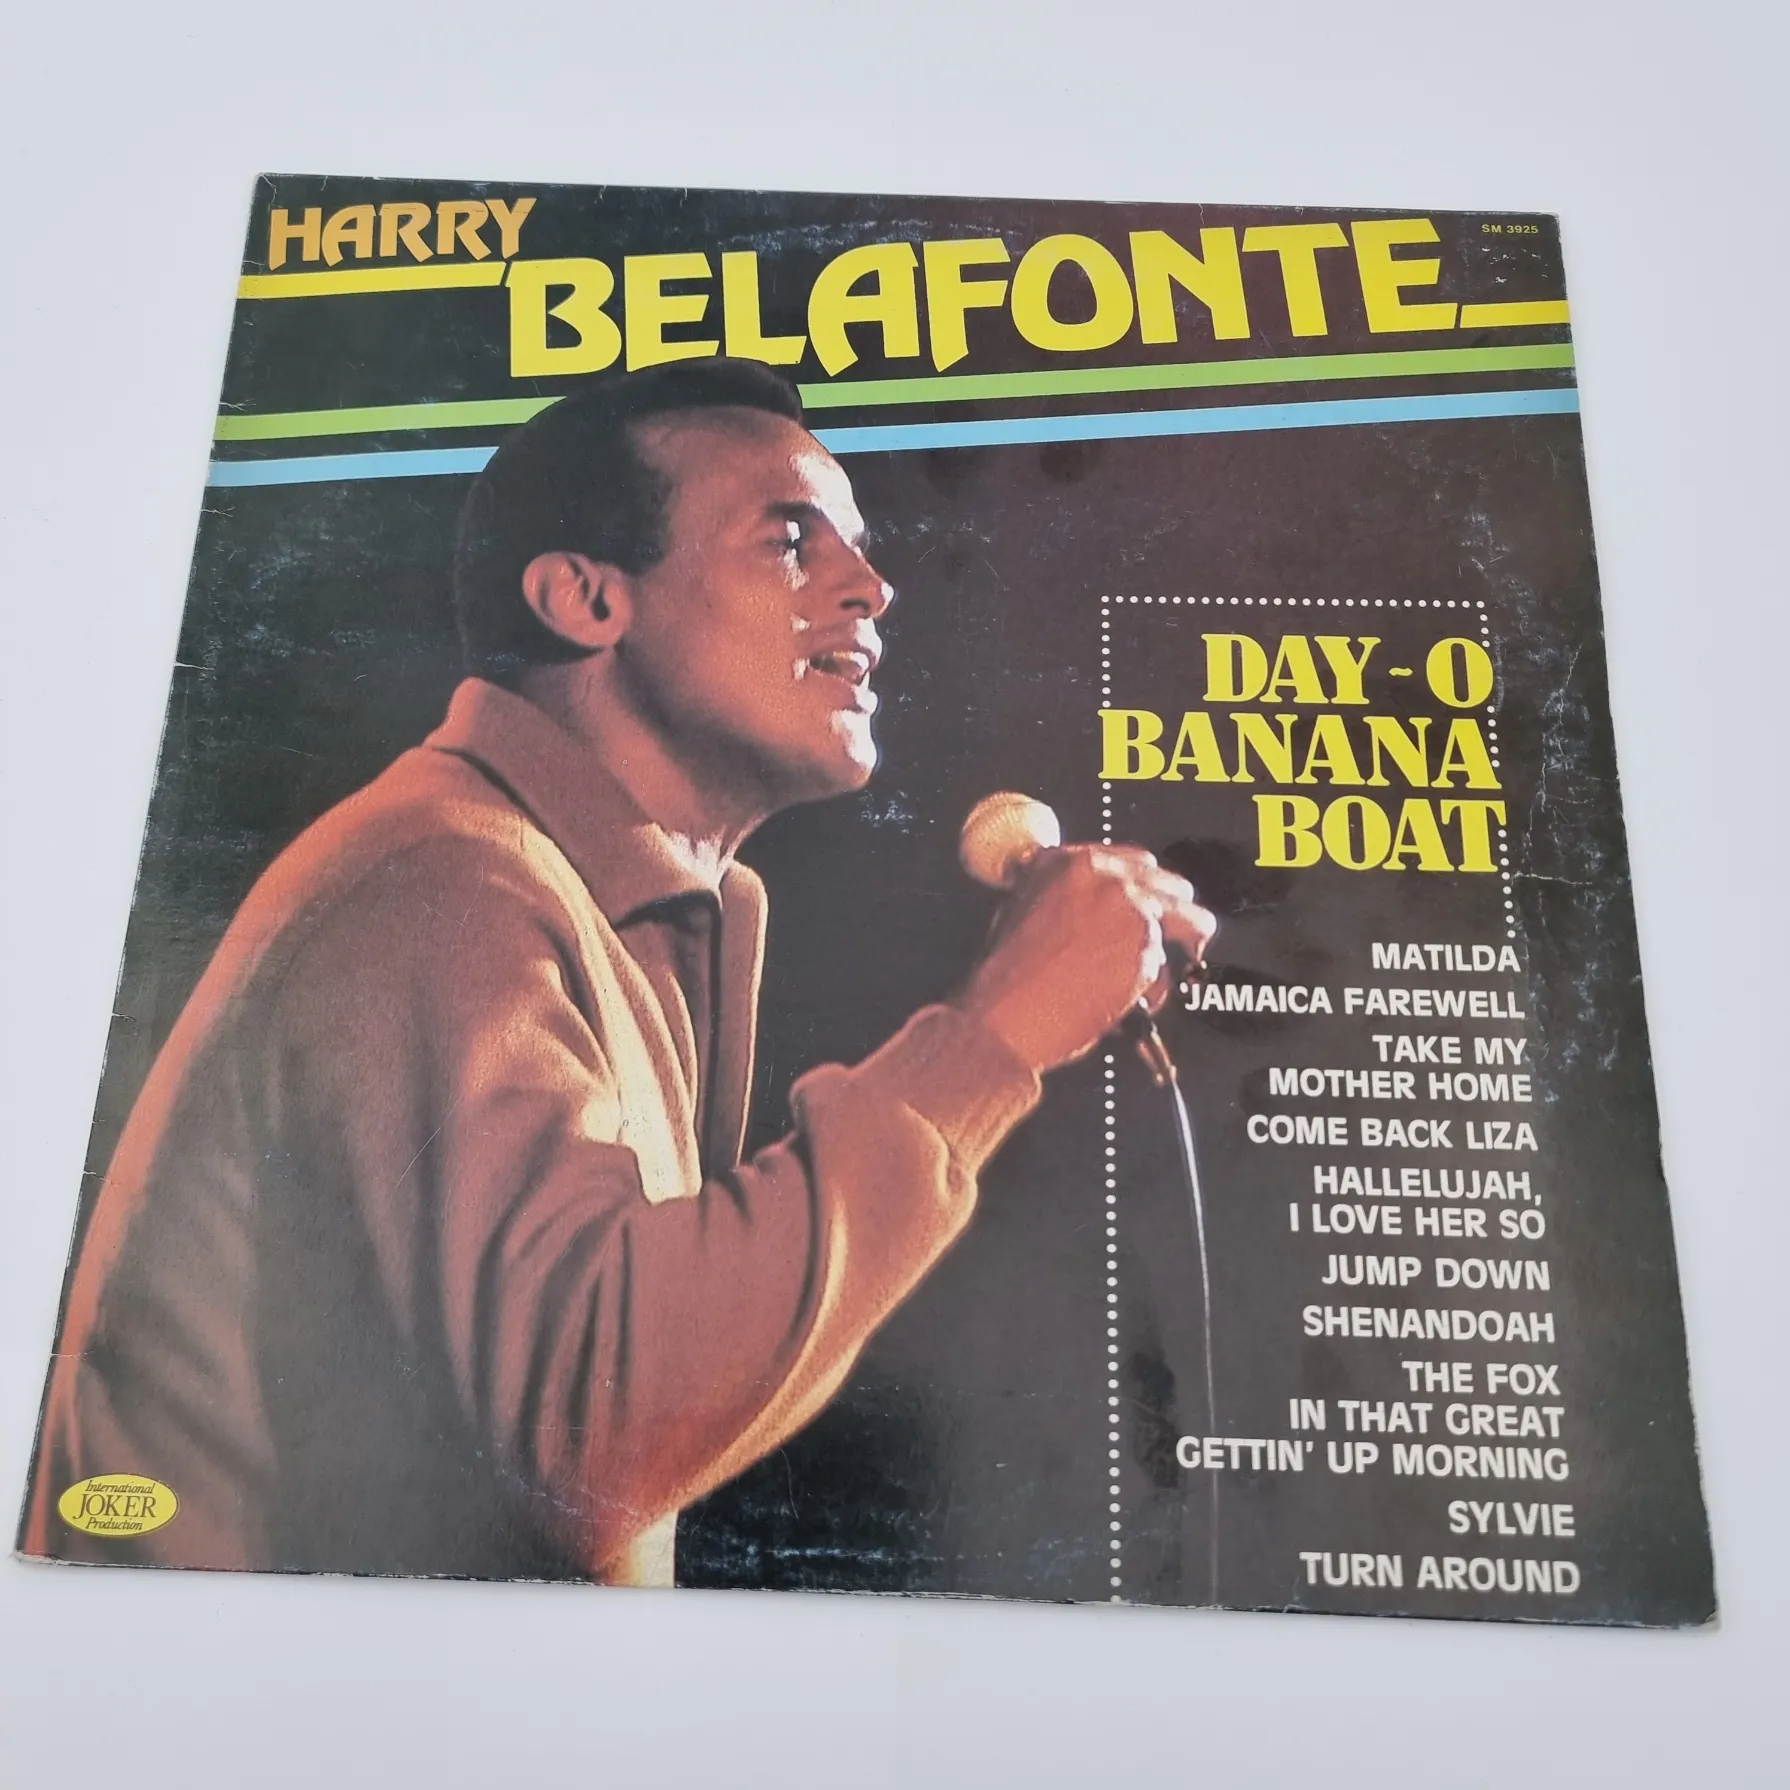 HARRY
BELAFONTE
SM 3925
DAY-O
BANANA
BOAT
MATILDA
'JAMAICA FAREWELL
TAKE MY
MOTHER HOME
COME BACK LIZA
HALLELUJAH,
I LOVE HER SO
JUMP DOWN
SHENANDOAH
THE FOX
IN THAT GREAT
GETTIN' UP MORNING
SYLVIE
TURN AROUND
International
JOKER
Production